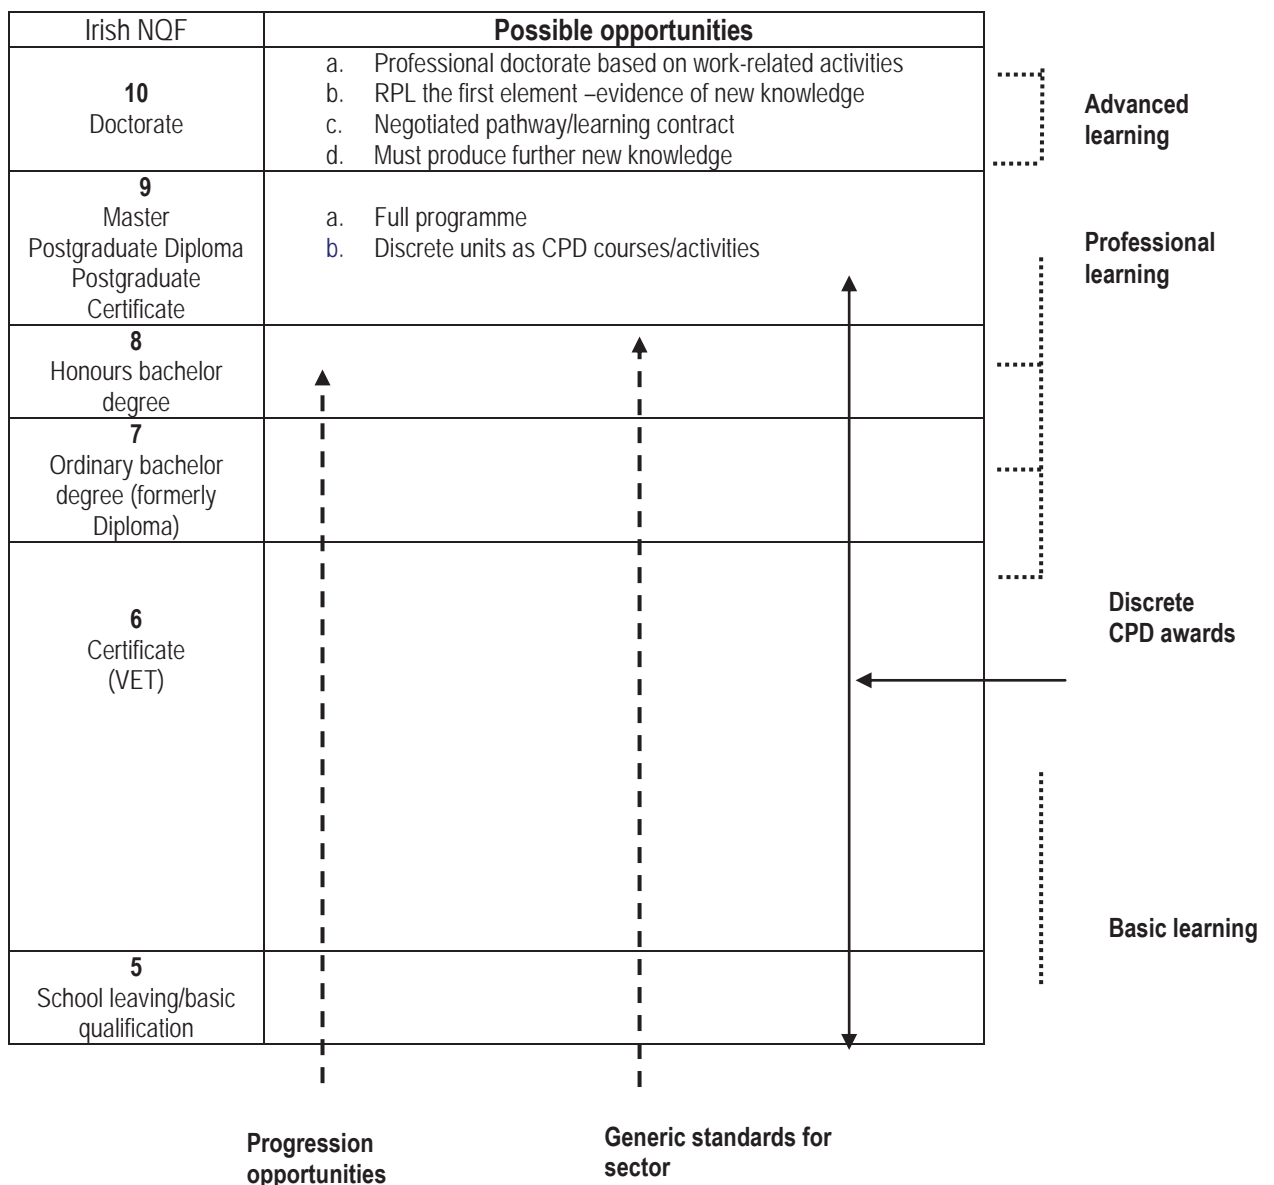 Irish NQF
Possible opportunities
10
Doctorate
a. Professional doctorate based on work-related activities
b. RPL the first element –evidence of new knowledge
c. Negotiated pathway/learning contract
d. Must produce further new knowledge
Advanced
learning
9
Master
Postgraduate Diploma
Postgraduate
Certificate
a. Full programme
b. Discrete units as CPD courses/activities
Professional
learning
8
Honours bachelor
degree
7
Ordinary bachelor
degree (formerly
Diploma)
6
Certificate
(VET)
Discrete
CPD awards
Basic learning
5
School leaving/basic
qualification
Progression
opportunities
Generic standards for
sector